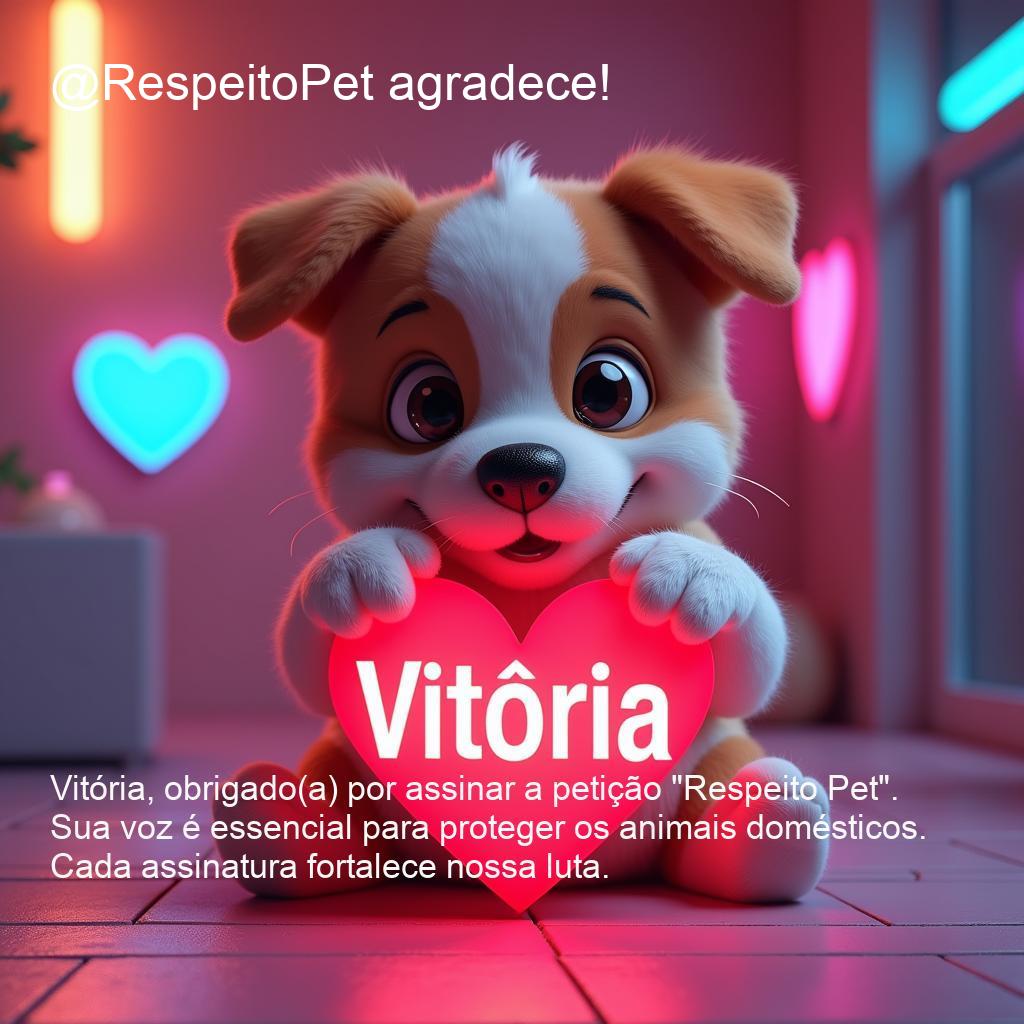 @RespeitoPet agradece!
Vitôria
Vitória, obrigado(a) por assinar a petição "Respeito Pet".
Sua voz é essencial para proteger os animais domésticos.
Cada assinatura fortalece nossa luta.